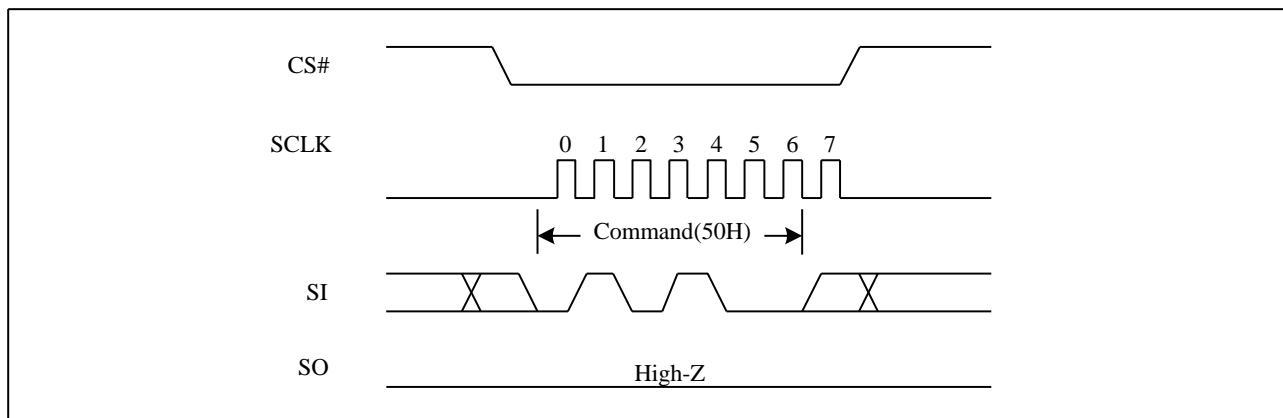 CS#
SCLK 0 1 2 3 4 5 6 7
Command(50H)
SI
SO High-Z